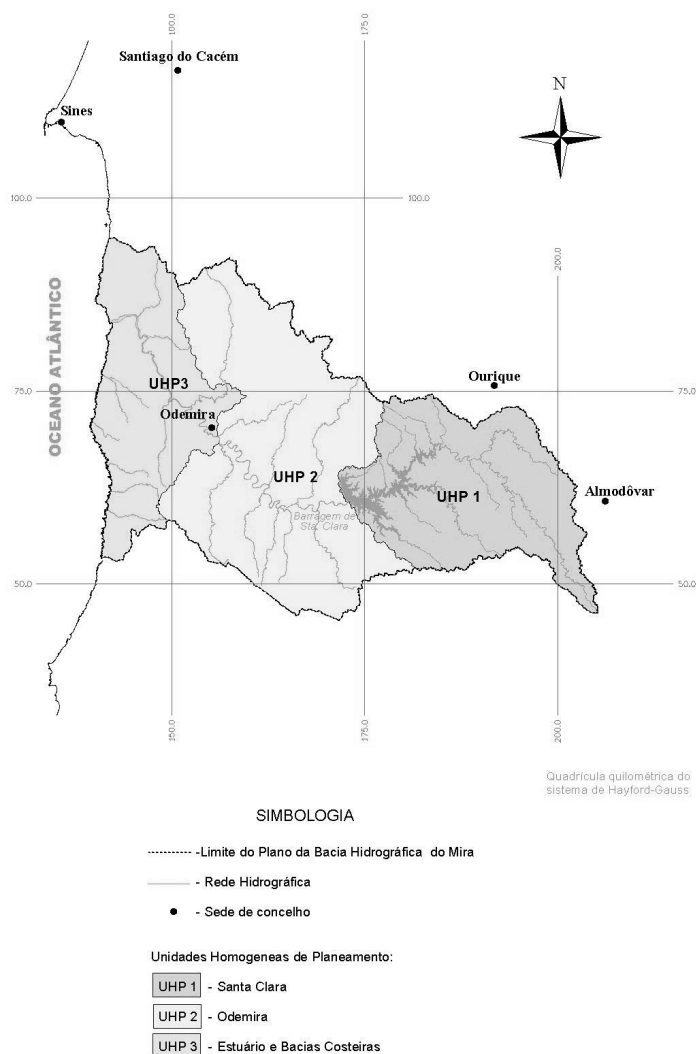 100.0
175.0
Santiago do Cacém
N
Sines
100.0
100.0
200.0
OCEANO ATLÂNTICO
Ourique
75.0
UHP3
75.0
Odemira
UHP 2
UHP 1
Almodôvar
Barragem de
Sta. Clara
50.0
50.0
150.0
175.0
200.0
Quadrícula quilométrica do
sistema de Hayford-Gauss
SIMBOLOGIA
-Limite do Plano da Bacia Hidrográfica do Mira
- Rede Hidrográfica
- Sede de concelho
Unidades Homogeneas de Planeamento:
UHP 1 - Santa Clara
UHP 2 - Odemira
UHP 3 - Estuário e Bacias Costeiras